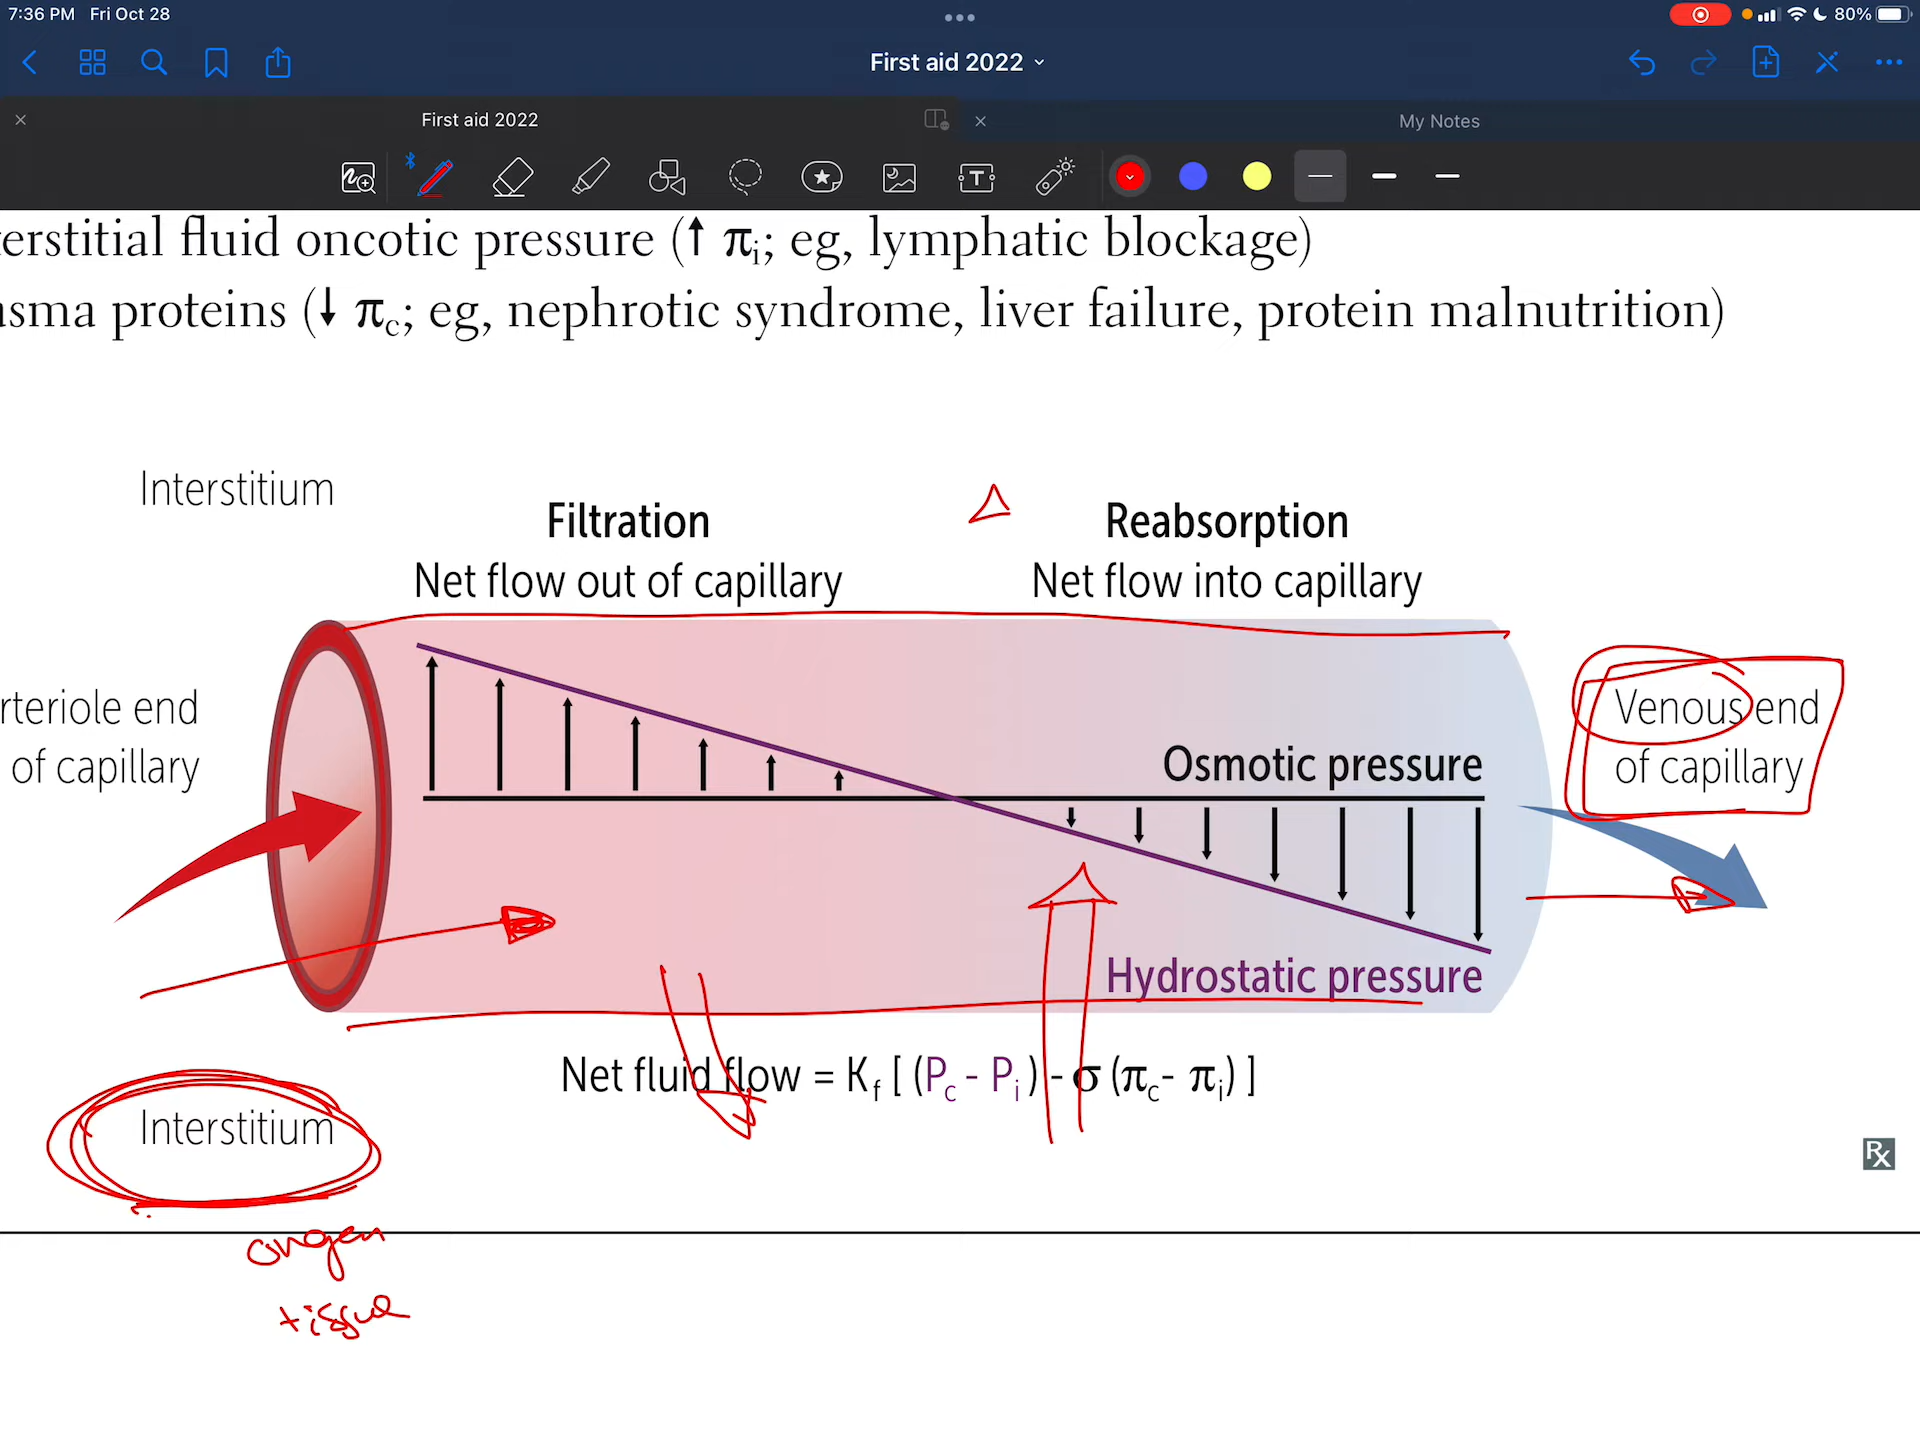 7:36 PM Fri Oct 28
80%
First aid 2022
First aid 2022
My Notes
erstitial fluid oncotic pressure (↑ πi; eg, lymphatic blockage)
asma proteins (↓ πc; eg, nephrotic syndrome, liver failure, protein malnutrition)
Interstitium
Filtration
Net flow out of capillary
Reabsorption
Net flow into capillary
rteriole end
of capillary
Venous end
of capillary
Osmotic pressure
Hydrostatic pressure
Net fluid flow = Kf [ (Pc - Pi ) - σ (πc- πi) ]
Interstitium
Rx
tissue